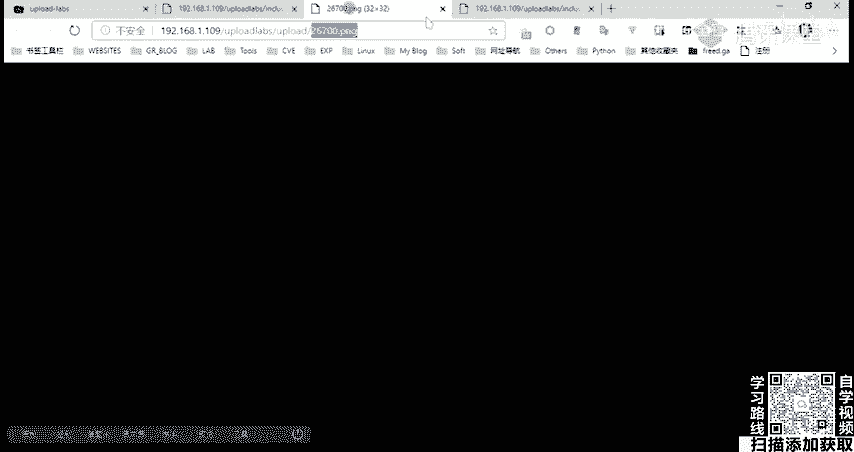 upload-labs
192.168.1.109/uploadlabs/inclu
26700.png (32×32)
192.168.1.109/uploadlabs/inclu
不安全
192.168.1.109/uploadlabs/upload/26700.png
书签工具栏
WEBSITES
GR_BLOG
LAB
Tools
CVE
EXP
Linux
My Blog
Soft
网址导航
Others
Python
其他收藏夹
freed.ga
注册
学习路线
自学视频
扫描添加获取